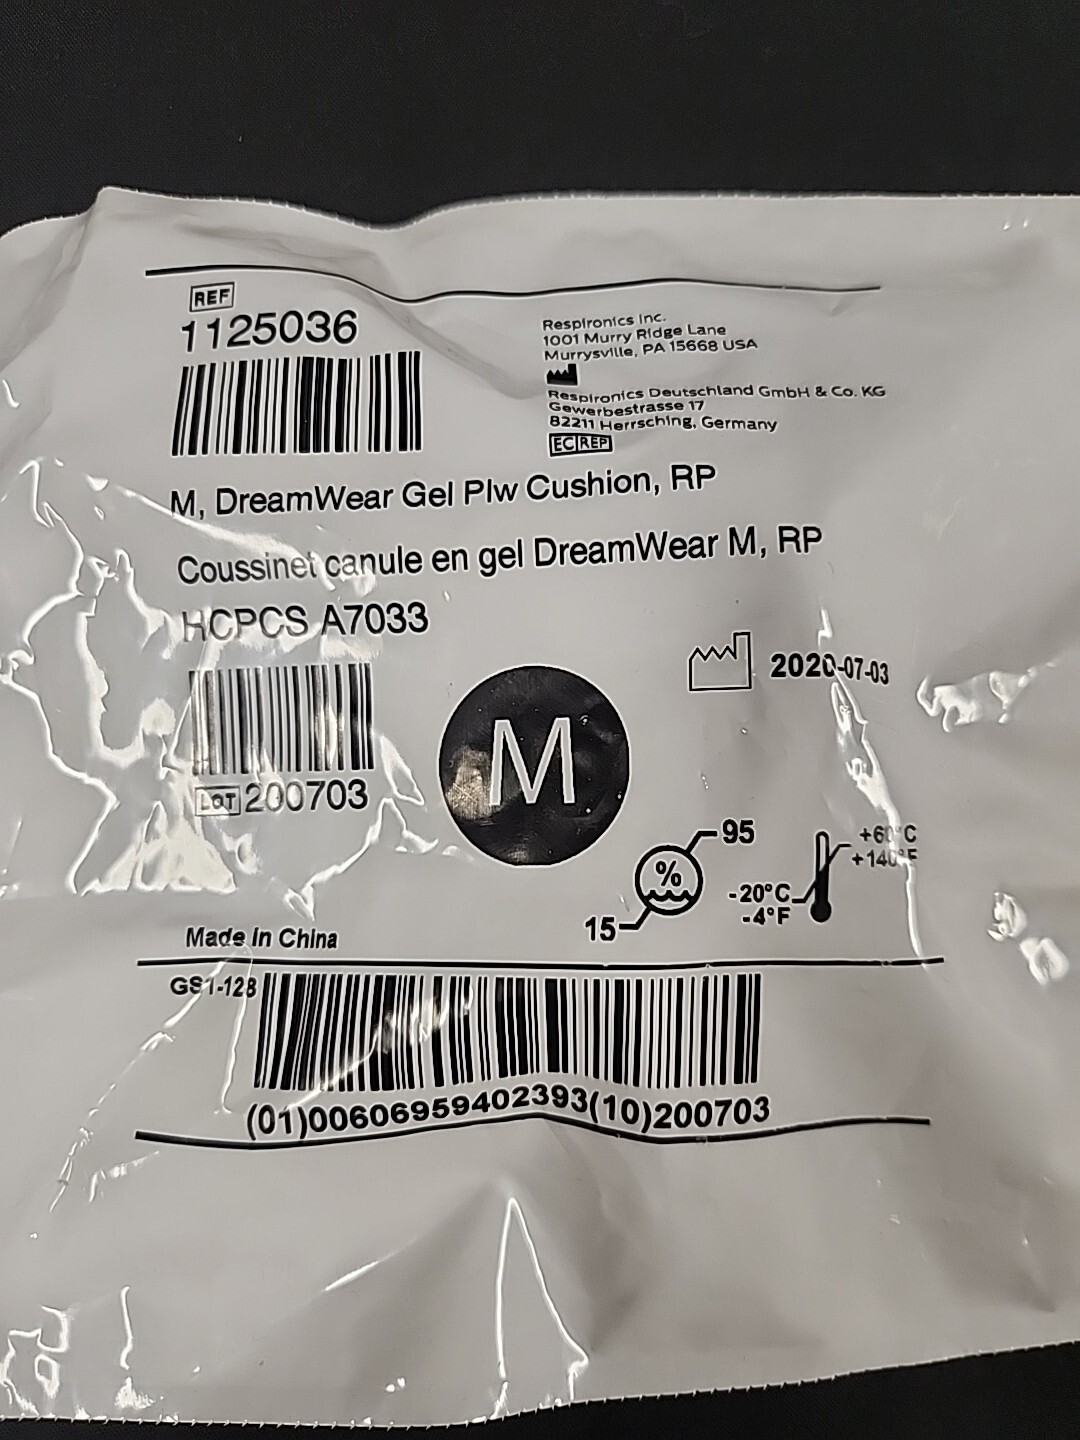 REF
1125036
Respironics Inc.
1001 Murry Ridge Lane
Murrysville, PA 15668 USA
Respironics Deutschland GmbH & Co. KG
Gewerbestrasse 17
82211 Herrsching, Germany
EC REP
M, DreamWear Gel Plw Cushion, RP
Coussinet canule en gel DreamWear M, RP
HCPCS A7033
2020-07-03
M
LOT 200703
95
%
15
+60°C
+140°F
-20°C
-4°F
Made in China
GS1-128
(01)00606959402393(10)200703